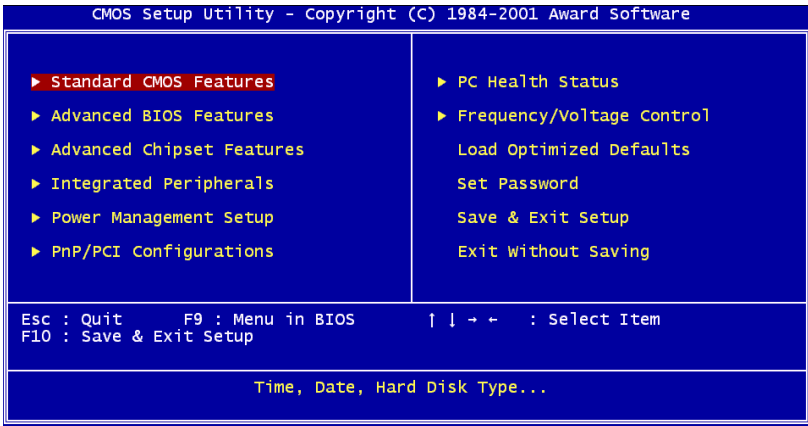 CMOS Setup Utility - Copyright (C) 1984-2001 Award Software
▶ Standard CMOS Features
▶ Advanced BIOS Features
▶ Advanced Chipset Features
▶ Integrated Peripherals
▶ Power Management Setup
▶ PnP/PCI Configurations
▶ PC Health Status
▶ Frequency/Voltage Control
Load Optimized Defaults
Set Password
Save & Exit Setup
Exit Without Saving
Esc : Quit F9 : Menu in BIOS ↑ ↓ → ← : Select Item
F10 : Save & Exit Setup
Time, Date, Hard Disk Type...